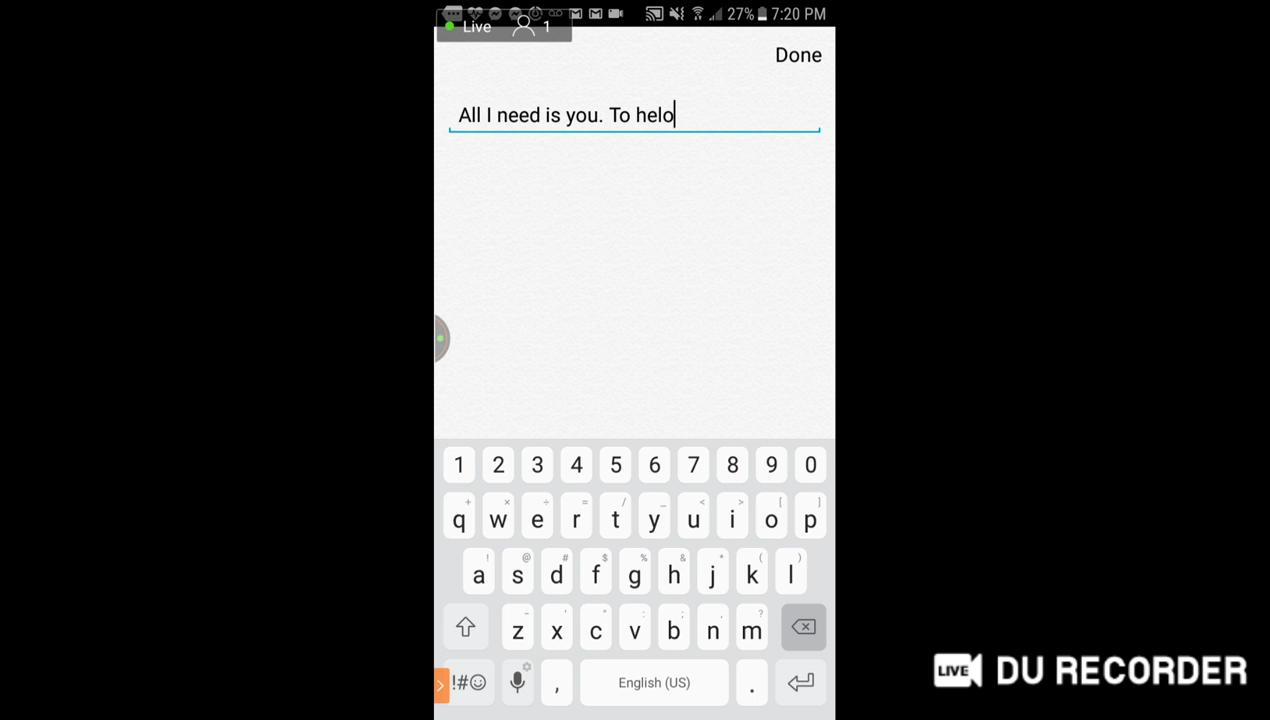 27% 7:20 PM
Live 1
Done
All I need is you. To helo
1 2 3 4 5 6 7 8 9 0
+ × ÷ = / _ < > [ ]
q w e r t y u i o p
! @ # $ % & * ( )
a s d f g h j k l
- ' " : ; , ?
z x c v b n m
> !#☺ , English (US) .
LIVE DU RECORDER